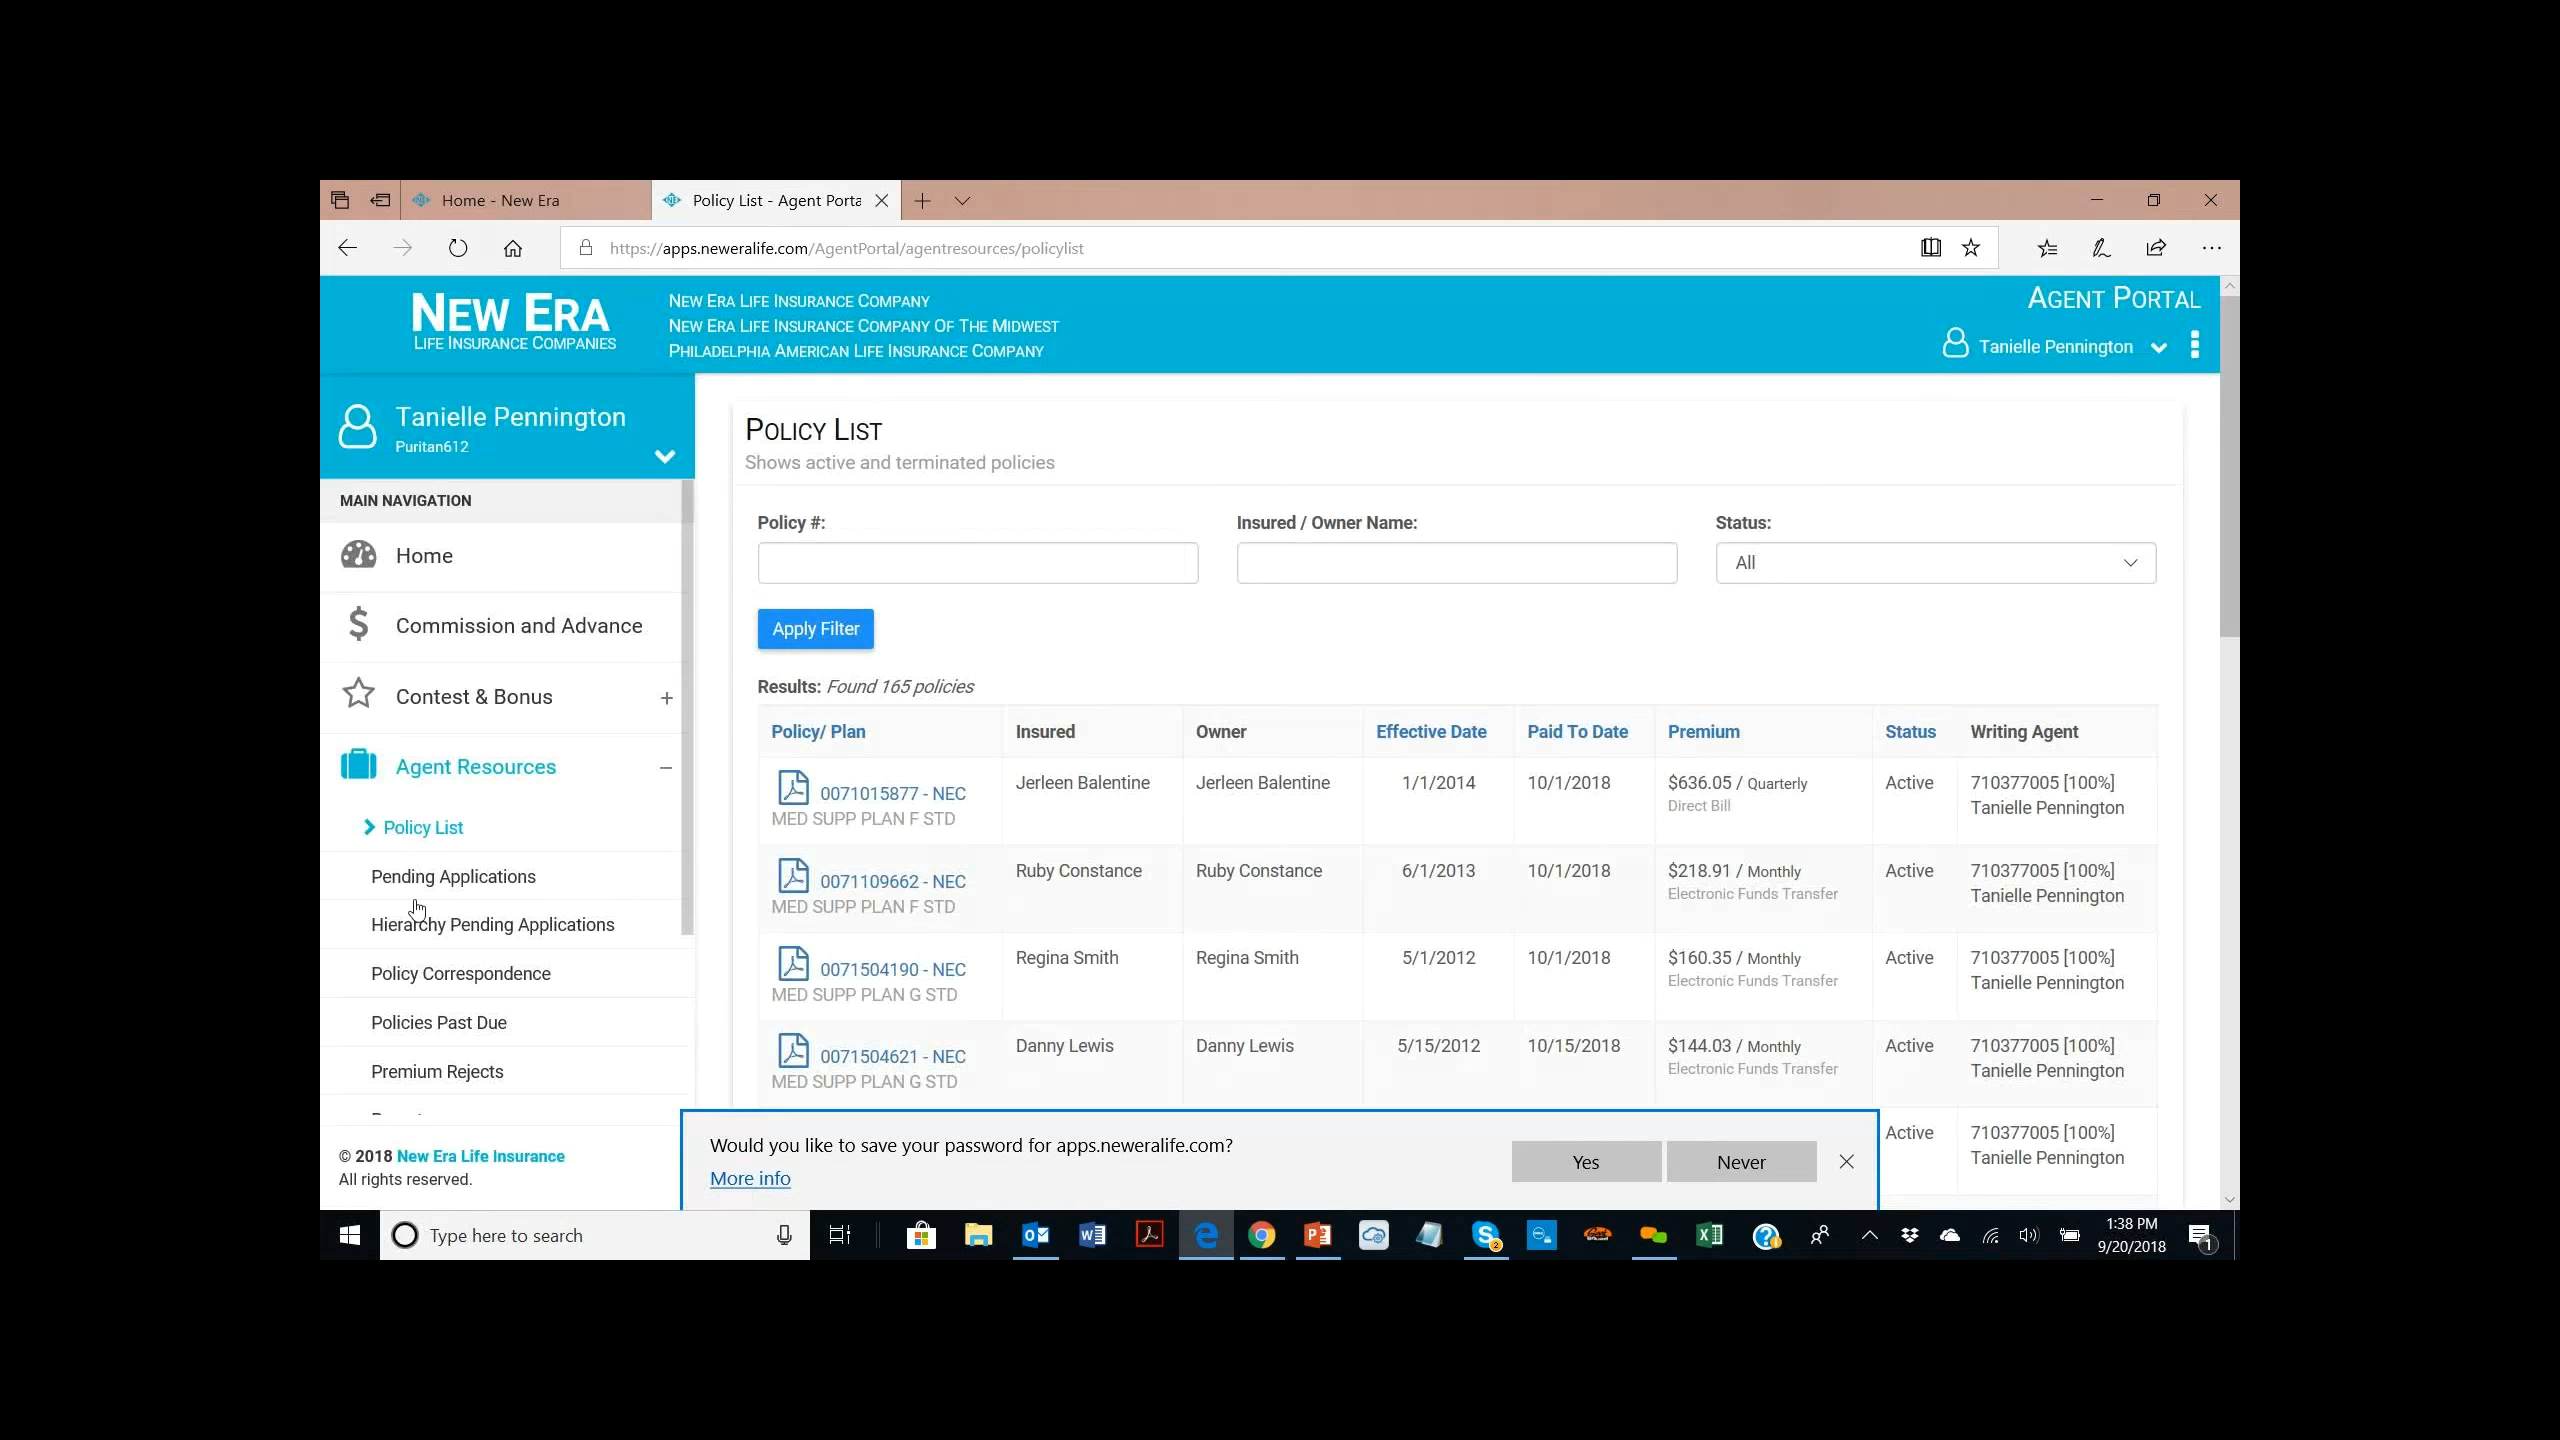 Home - New Era
Policy List - Agent Porta
https://apps.neweralife.com/AgentPortal/agentresources/policylist
NEW ERA
LIFE INSURANCE COMPANIES
NEW ERA LIFE INSURANCE COMPANY
NEW ERA LIFE INSURANCE COMPANY OF THE MIDWEST
PHILADELPHIA AMERICAN LIFE INSURANCE COMPANY
AGENT PORTAL
Tanielle Pennington
Tanielle Pennington
Puritan612
MAIN NAVIGATION
Home
Commission and Advance
Contest & Bonus +
Agent Resources −
Policy List
Pending Applications
Hierarchy Pending Applications
Policy Correspondence
Policies Past Due
Premium Rejects
© 2018 New Era Life Insurance
All rights reserved.
POLICY LIST
Shows active and terminated policies
Policy #: Insured / Owner Name: Status:
All
Apply Filter
Results: Found 165 policies
Policy/ Plan Insured Owner Effective Date Paid To Date Premium Status Writing Agent
0071015877 - NEC Jerleen Balentine Jerleen Balentine 1/1/2014 10/1/2018 $636.05 / Quarterly Active 710377005 [100%]
MED SUPP PLAN F STD Direct Bill Tanielle Pennington
0071109662 - NEC Ruby Constance Ruby Constance 6/1/2013 10/1/2018 $218.91 / Monthly Active 710377005 [100%]
MED SUPP PLAN F STD Electronic Funds Transfer Tanielle Pennington
0071504190 - NEC Regina Smith Regina Smith 5/1/2012 10/1/2018 $160.35 / Monthly Active 710377005 [100%]
MED SUPP PLAN G STD Electronic Funds Transfer Tanielle Pennington
0071504621 - NEC Danny Lewis Danny Lewis 5/15/2012 10/15/2018 $144.03 / Monthly Active 710377005 [100%]
MED SUPP PLAN G STD Electronic Funds Transfer Tanielle Pennington
Active 710377005 [100%]
Tanielle Pennington
Would you like to save your password for apps.neweralife.com?
More info
Yes Never
Type here to search
1:38 PM
9/20/2018